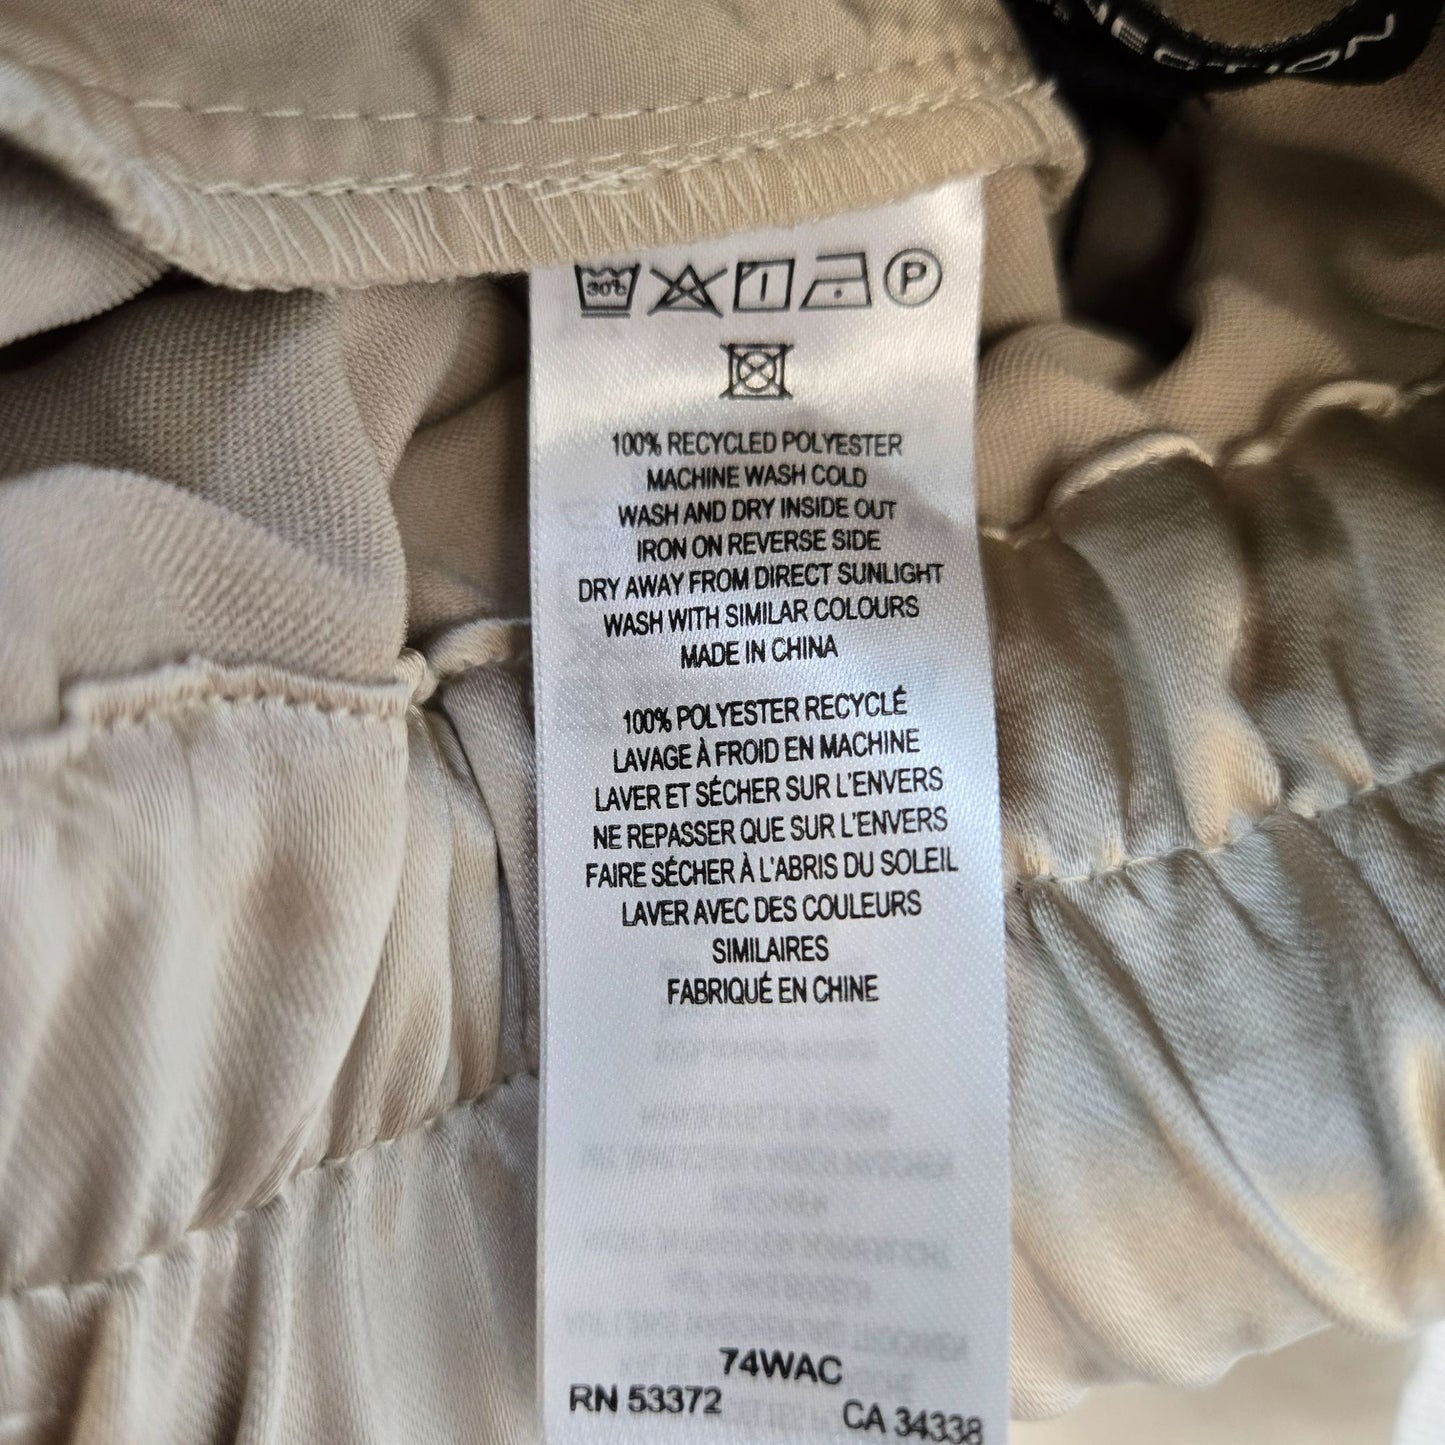 30°
P
100% RECYCLED POLYESTER
MACHINE WASH COLD
WASH AND DRY INSIDE OUT
IRON ON REVERSE SIDE
DRY AWAY FROM DIRECT SUNLIGHT
WASH WITH SIMILAR COLOURS
MADE IN CHINA
100% POLYESTER RECYCLÉ
LAVAGE À FROID EN MACHINE
LAVER ET SÉCHER SUR L'ENVERS
NE REPASSER QUE SUR L'ENVERS
FAIRE SÉCHER À L'ABRIS DU SOLEIL
LAVER AVEC DES COULEURS
SIMILAIRES
FABRIQUÉ EN CHINE
74WAC
RN 53372 CA 34338